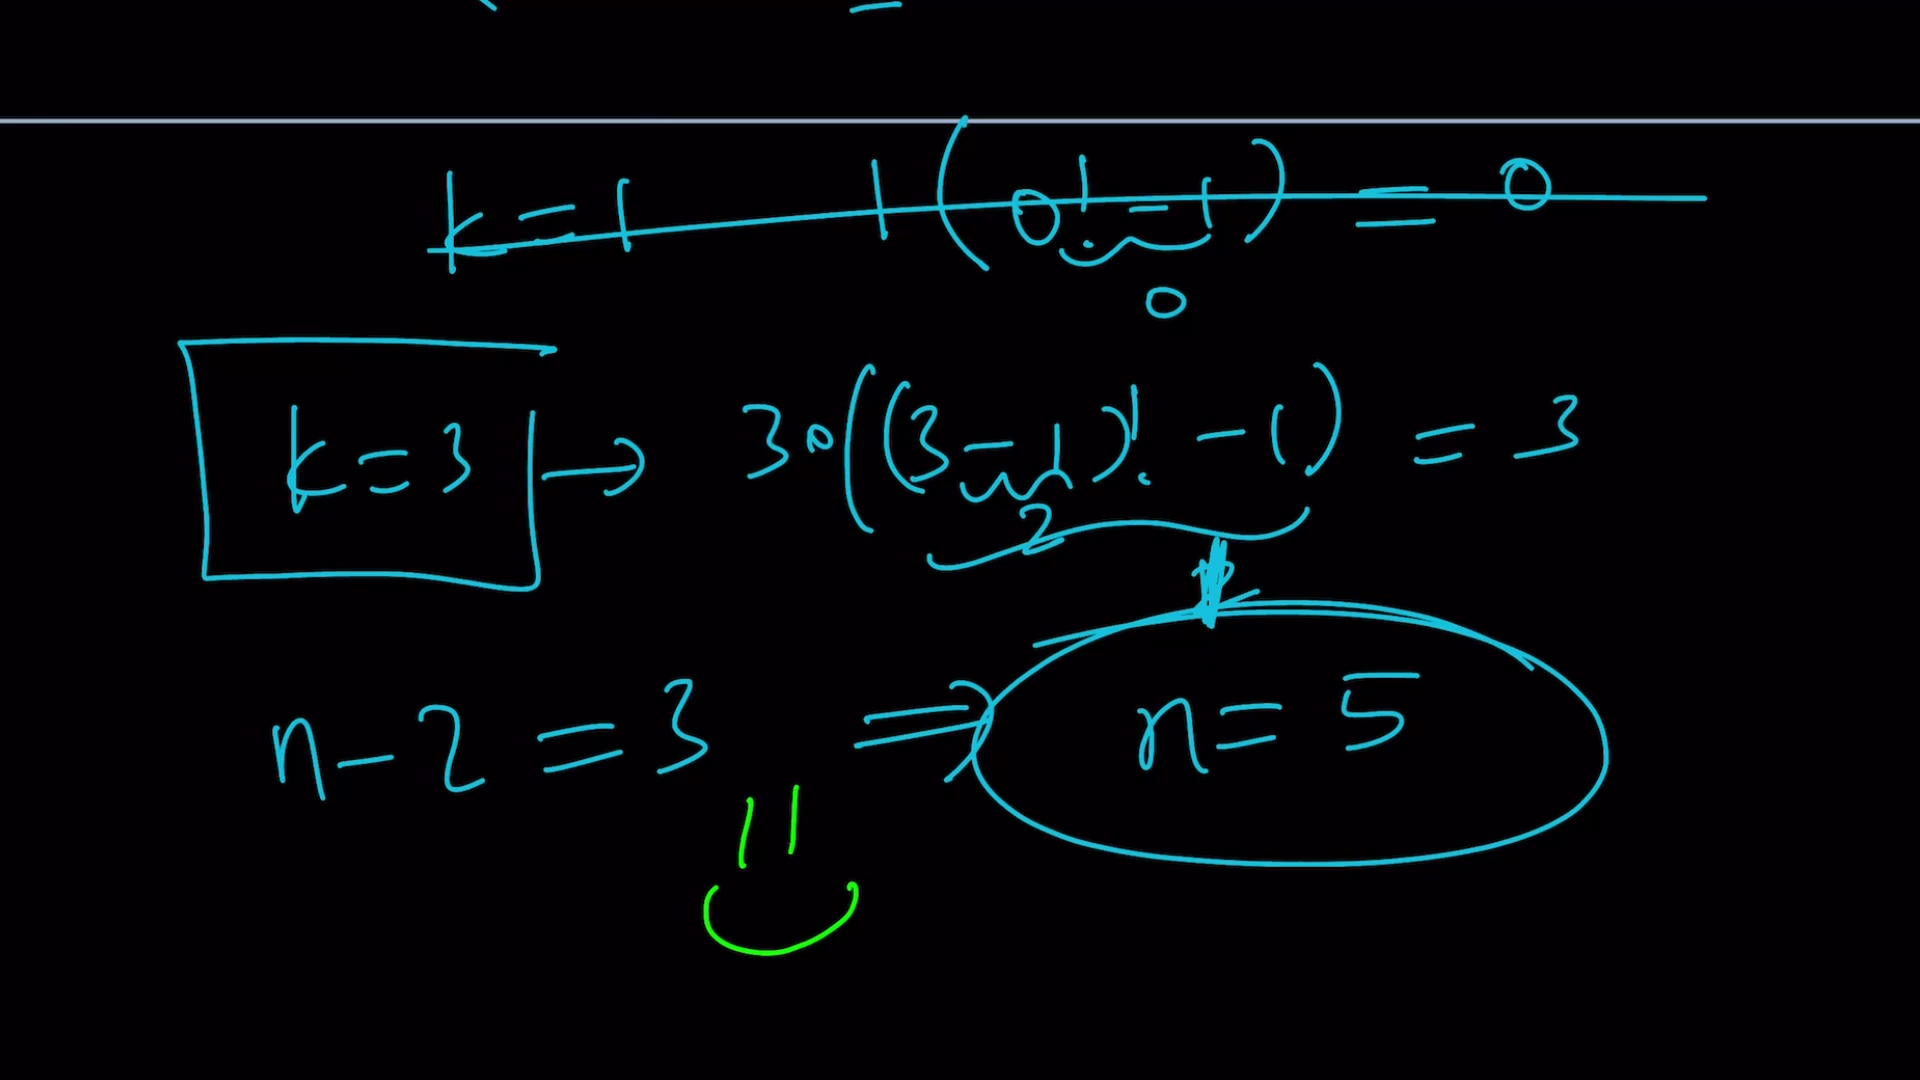 k = 1 1(0! - 1) = 0
0
k = 3 → 3•((3-1)! - 1) = 3
2
n - 2 = 3 ⇒ n = 5